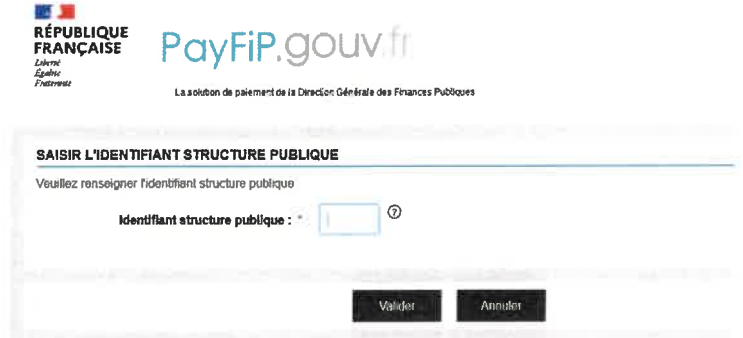 RÉPUBLIQUE
FRANÇAISE
Liberté
Égalité
Fraternité
PayFiP.gouv.fr
La solution de paiement de la Direction Générale des Finances Publiques
SAISIR L'IDENTIFIANT STRUCTURE PUBLIQUE
Veuillez renseigner l'identifiant structure publique
Identifiant structure publique : * ?
Valider Annuler